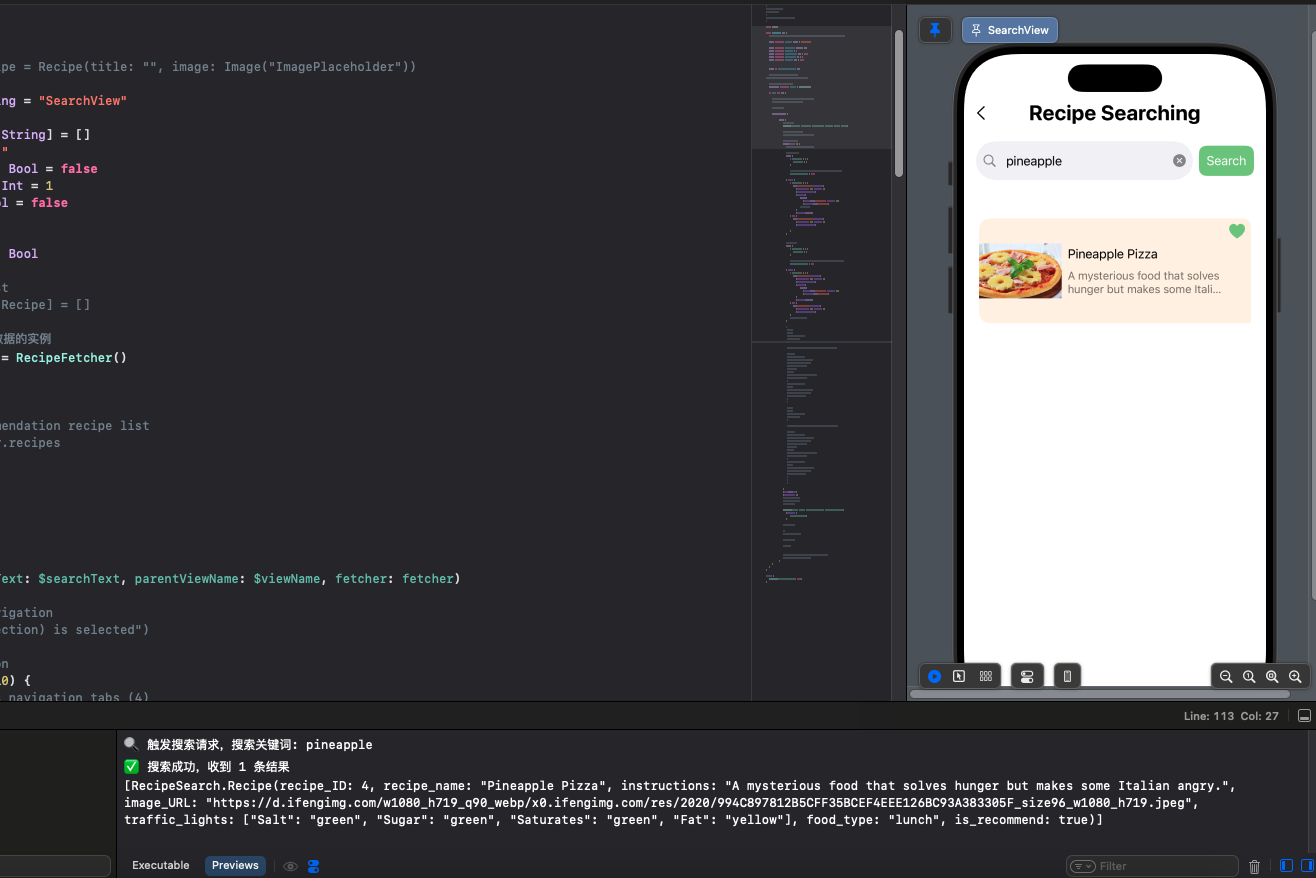 ipe = Recipe(title: "", image: Image("ImagePlaceholder"))
ng = "SearchView"
String] = []
"
Bool = false
Int = 1
l = false
Bool
t
Recipe] = []
数据的实例
= RecipeFetcher()
endation recipe list
.recipes
ext: $searchText, parentViewName: $viewName, fetcher: fetcher)
igation
ction) is selected")
on
0) {
navigation tabs (4)
SearchView
Recipe Searching
pineapple
Search
Pineapple Pizza
A mysterious food that solves
hunger but makes some Itali...
Line: 113 Col: 27
触发搜索请求，搜索关键词: pineapple
搜索成功，收到 1 条结果
[RecipeSearch.Recipe(recipe_ID: 4, recipe_name: "Pineapple Pizza", instructions: "A mysterious food that solves hunger but makes some Italian angry.",
image_URL: "https://d.ifengimg.com/w1080_h719_q90_webp/x0.ifengimg.com/res/2020/994C897812B5CFF35BCEF4EEE126BC93A383305F_size96_w1080_h719.jpeg",
traffic_lights: ["Salt": "green", "Sugar": "green", "Saturates": "green", "Fat": "yellow"], food_type: "lunch", is_recommend: true)]
Executable
Previews
Filter